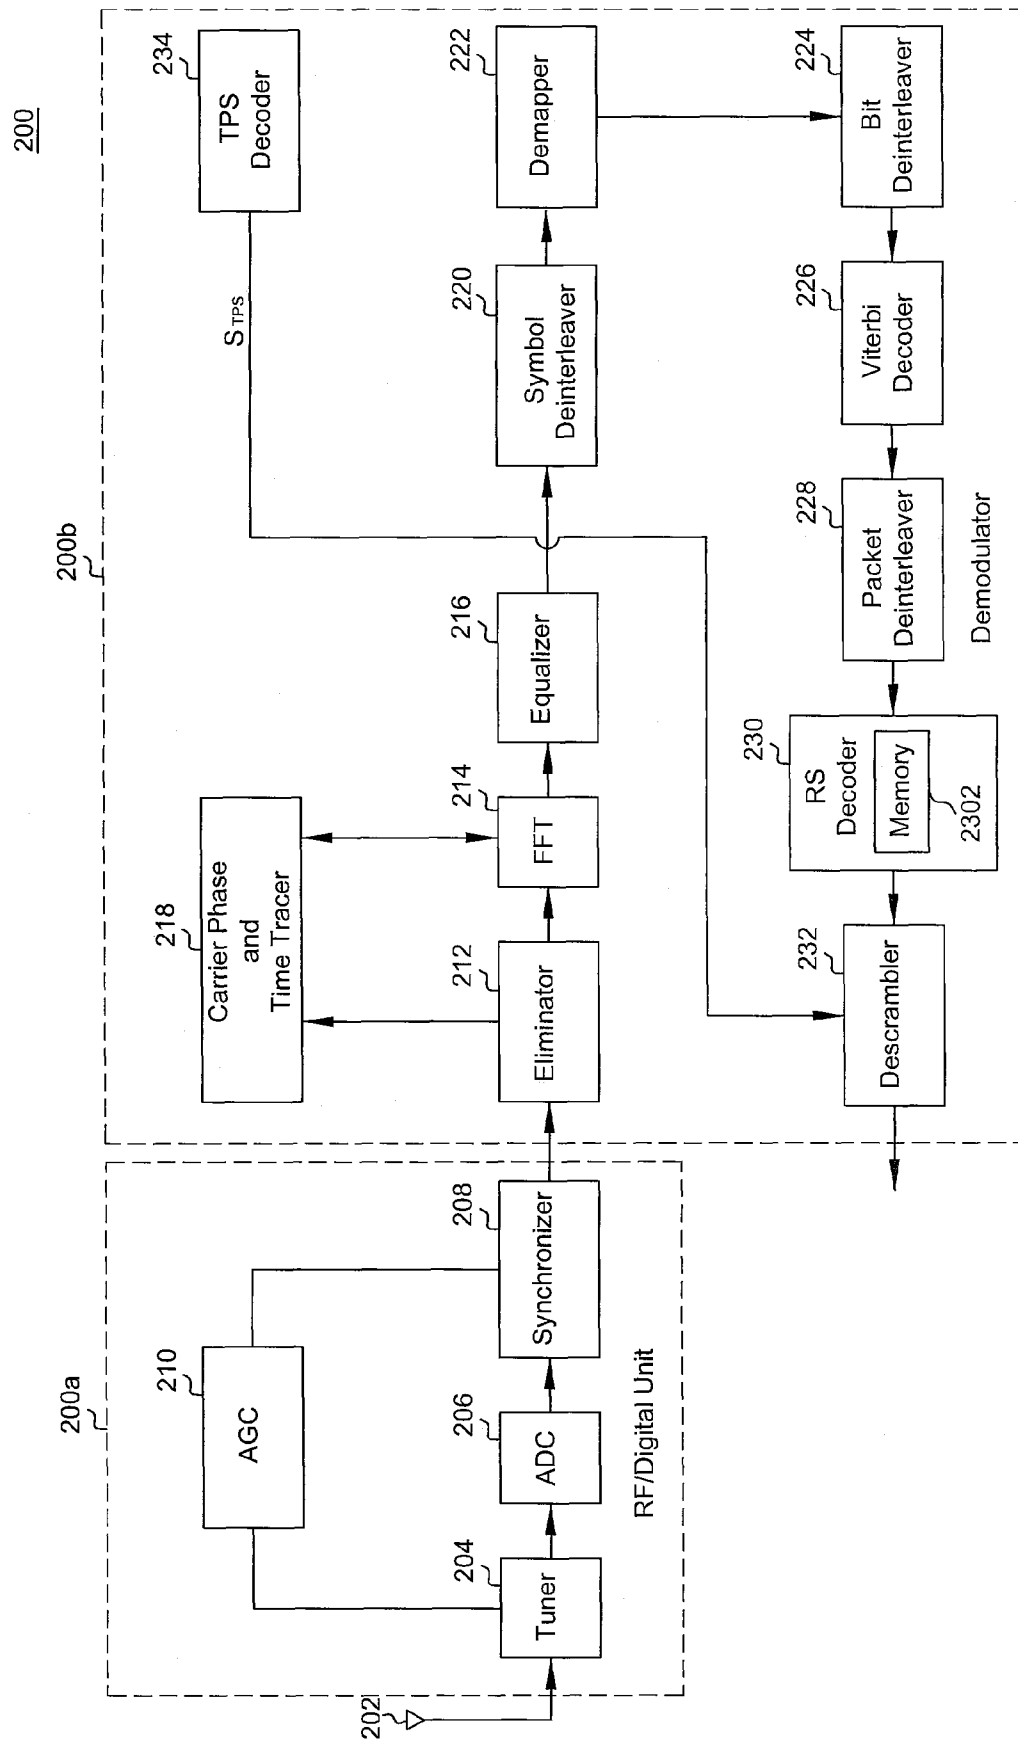 200
200a
200b
210
AGC
202
204
Tuner
206
ADC
208
Synchronizer
RF/Digital Unit
218
Carrier Phase
and
Time Tracer
212
Eliminator
214
FFT
216
Equalizer
S TPS
234
TPS
Decoder
220
Symbol
Deinterleaver
222
Demapper
232
Descrambler
230
RS
Decoder
Memory
2302
228
Packet
Deinterleaver
226
Viterbi
Decoder
224
Bit
Deinterleaver
Demodulator